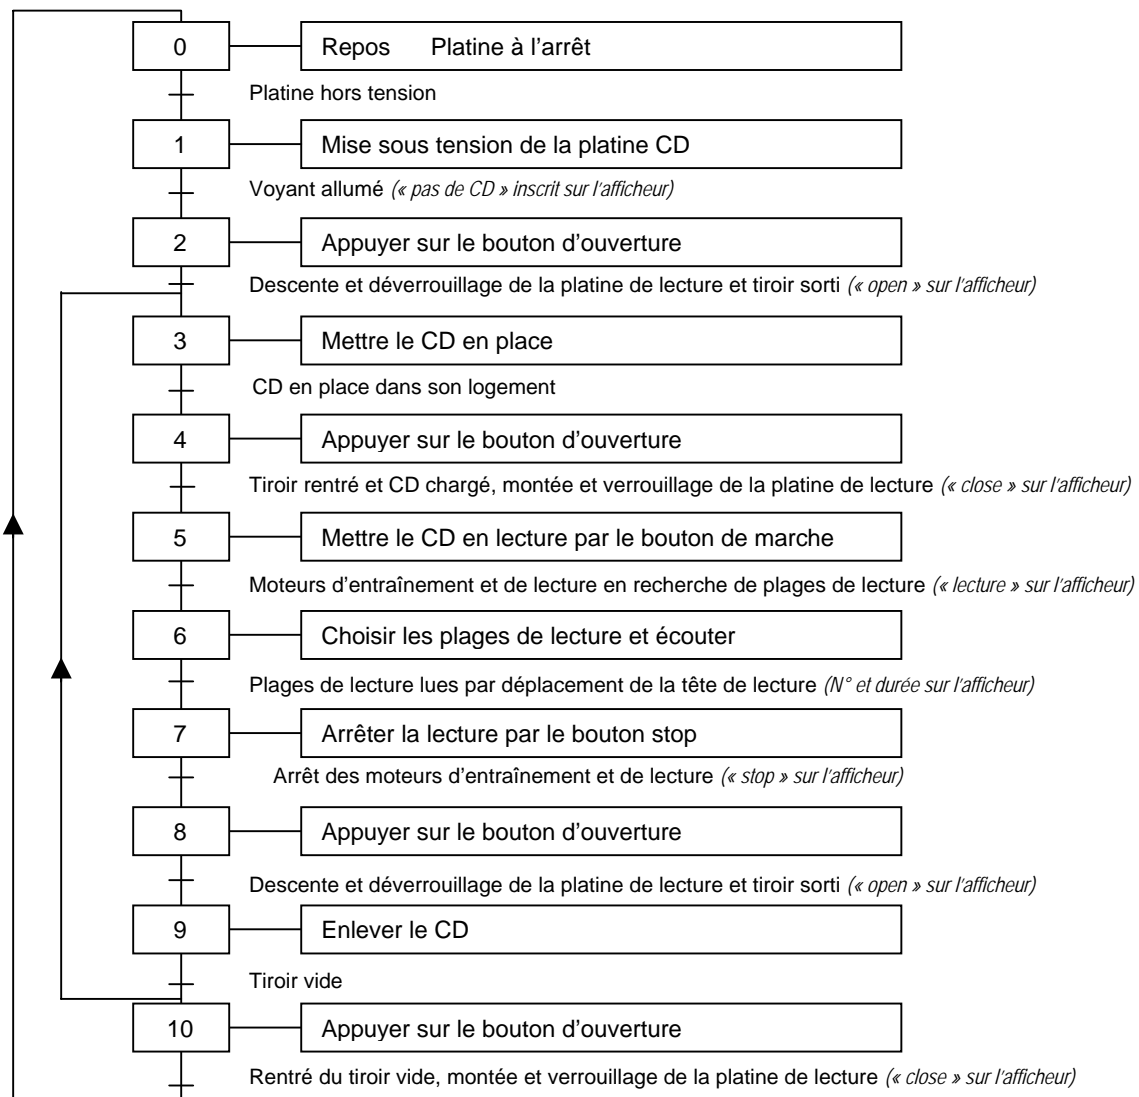 0 Repos Platine à l'arrêt
Platine hors tension
1 Mise sous tension de la platine CD
Voyant allumé (« pas de CD » inscrit sur l'afficheur)
2 Appuyer sur le bouton d'ouverture
Descente et déverrouillage de la platine de lecture et tiroir sorti (« open » sur l'afficheur)
3 Mettre le CD en place
CD en place dans son logement
4 Appuyer sur le bouton d'ouverture
Tiroir rentré et CD chargé, montée et verrouillage de la platine de lecture (« close » sur l'afficheur)
5 Mettre le CD en lecture par le bouton de marche
Moteurs d'entraînement et de lecture en recherche de plages de lecture (« lecture » sur l'afficheur)
6 Choisir les plages de lecture et écouter
Plages de lecture lues par déplacement de la tête de lecture (N° et durée sur l'afficheur)
7 Arrêter la lecture par le bouton stop
Arrêt des moteurs d'entraînement et de lecture (« stop » sur l'afficheur)
8 Appuyer sur le bouton d'ouverture
Descente et déverrouillage de la platine de lecture et tiroir sorti (« open » sur l'afficheur)
9 Enlever le CD
Tiroir vide
10 Appuyer sur le bouton d'ouverture
Rentré du tiroir vide, montée et verrouillage de la platine de lecture (« close » sur l'afficheur)